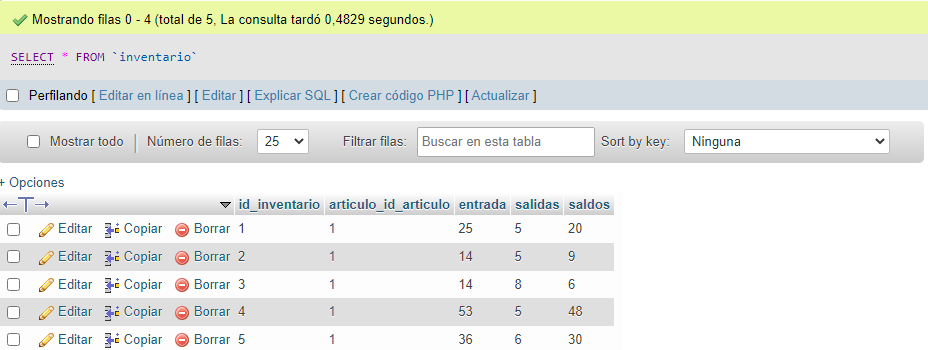 Mostrando filas 0 - 4 (total de 5, La consulta tardó 0,4829 segundos.)
SELECT * FROM `inventario`
Perfilando [ Editar en línea ] [ Editar ] [ Explicar SQL ] [ Crear código PHP ] [ Actualizar ]
Mostrar todo | Número de filas: 25 Filtrar filas: Buscar en esta tabla Sort by key: Ninguna
+ Opciones
←T→ id_inventario articulo_id_articulo entrada salidas saldos
Editar Copiar Borrar 1 1 25 5 20
Editar Copiar Borrar 2 1 14 5 9
Editar Copiar Borrar 3 1 14 8 6
Editar Copiar Borrar 4 1 53 5 48
Editar Copiar Borrar 5 1 36 6 30